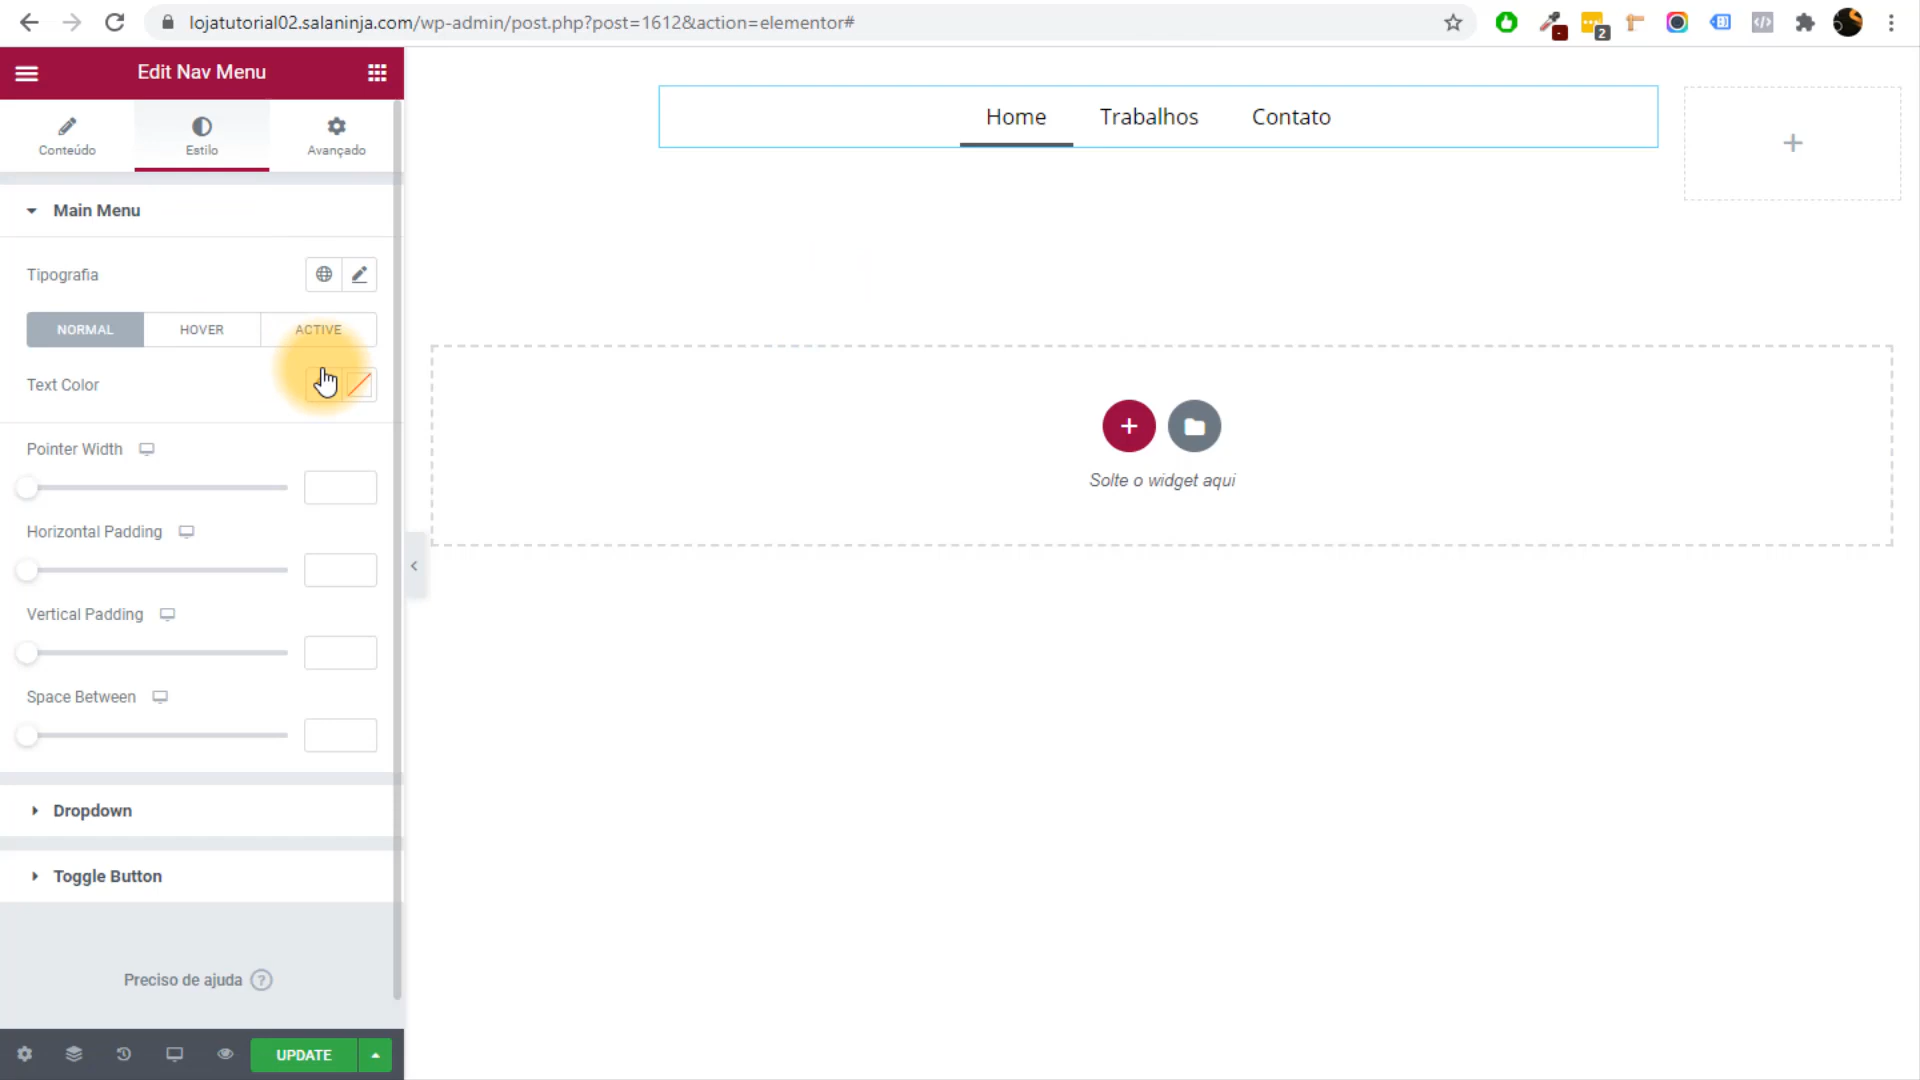 lojatutorial02.salaninja.com/wp-admin/post.php?post=1612&action=elementor#
2
Edit Nav Menu
Conteúdo
Estilo
Avançado
Main Menu
Tipografia
NORMAL
HOVER
ACTIVE
Text Color
Pointer Width
Horizontal Padding
Vertical Padding
Space Between
Dropdown
Toggle Button
Preciso de ajuda ?
UPDATE
Home
Trabalhos
Contato
Solte o widget aqui